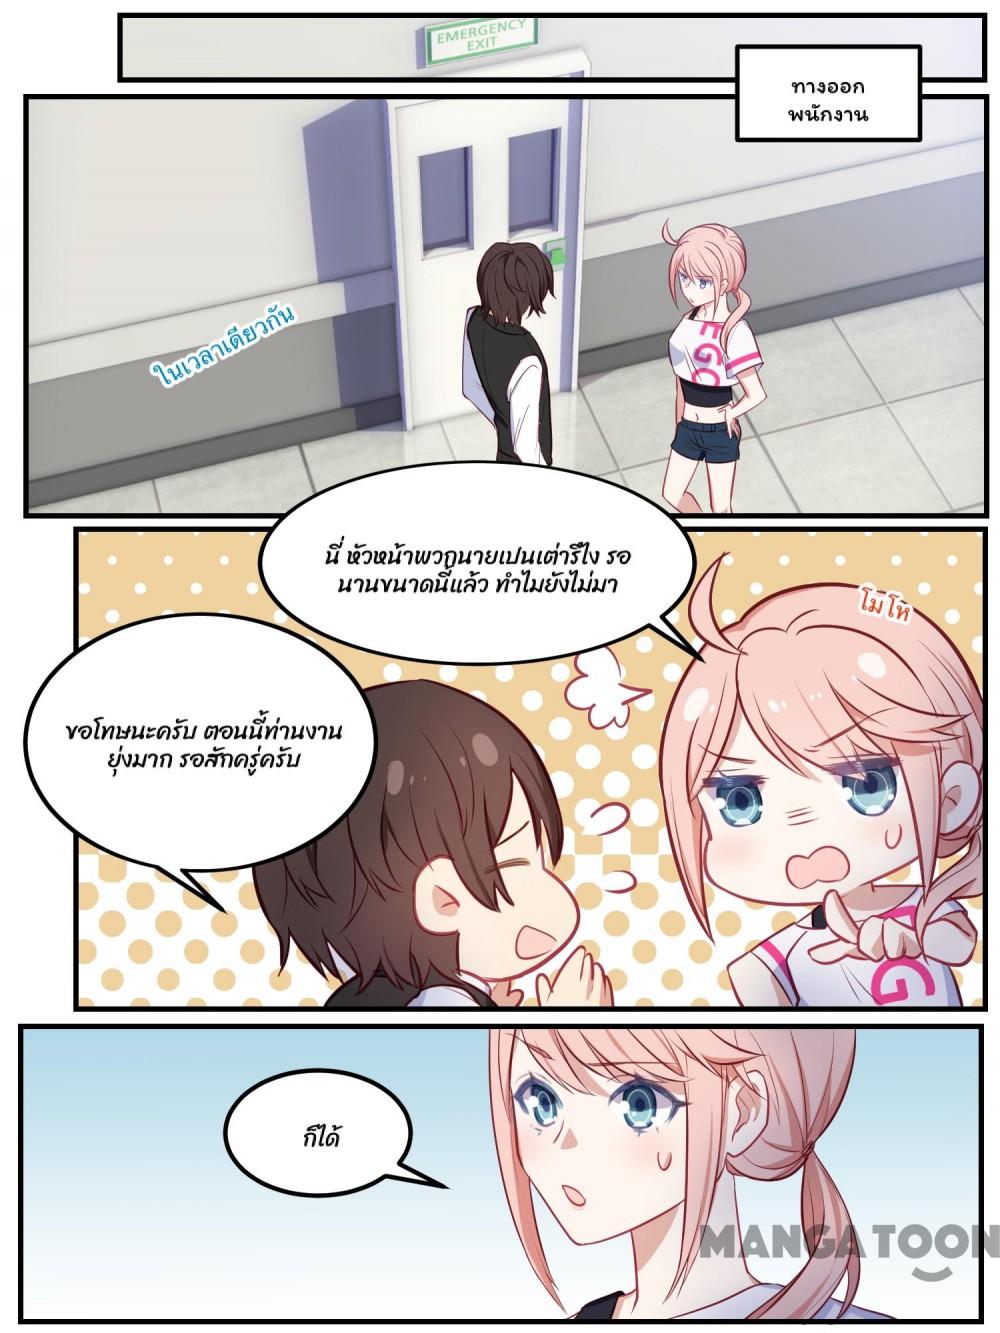 EMERGENCY
EXIT
ทางออก
พนักงาน
ในเวลาเดียวกัน
EGO
นี่ หัวหน้าพวกนายเปนเต่ารึไง รอ
นานขนาดนี้แล้ว ทำไมยังไม่มา
โมโห
ขอโทษนะครับ ตอนนี้ท่านงาน
ยุ่งมาก รอสักครู่ครับ
EG
ก็ได้
MANGATOON